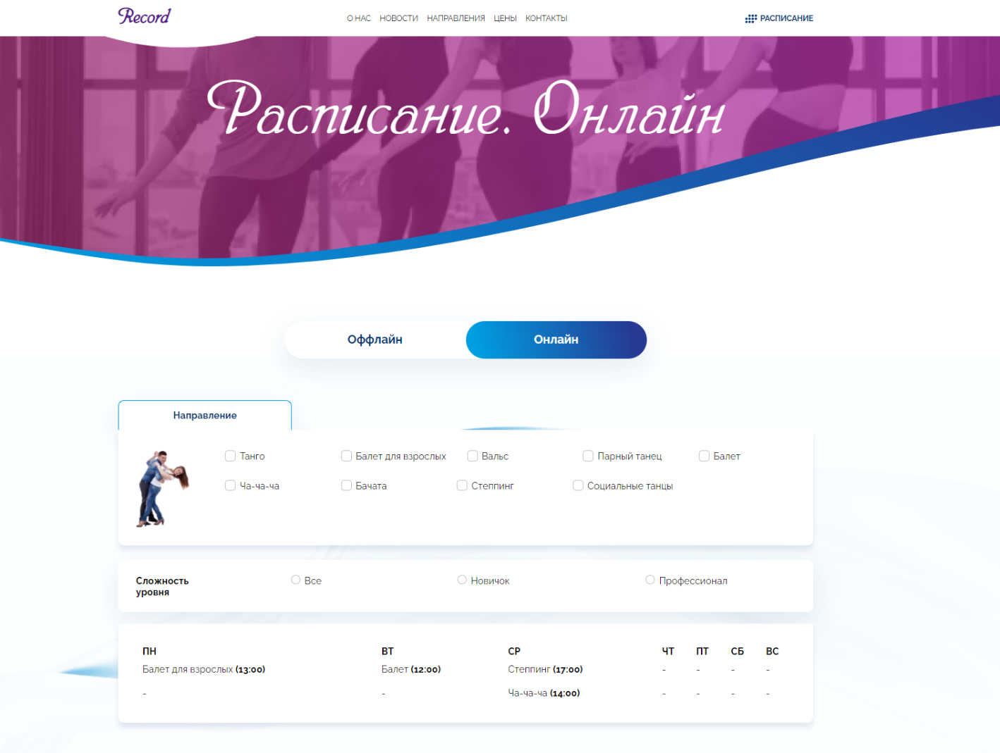 Record
О НАС НОВОСТИ НАПРАВЛЕНИЯ ЦЕНЫ КОНТАКТЫ
РАСПИСАНИЕ
Расписание. Онлайн
Оффлайн Онлайн
Направление
Танго Балет для взрослых Вальс Парный танец Балет
Ча-ча-ча Бачата Степпинг Социальные танцы
Сложность
уровня
Все Новичок Профессионал
ПН ВТ СР ЧТ ПТ СБ ВС
Балет для взрослых (13:00) Балет (12:00) Степпинг (17:00) - - - -
- - Ча-ча-ча (14:00) - - - -